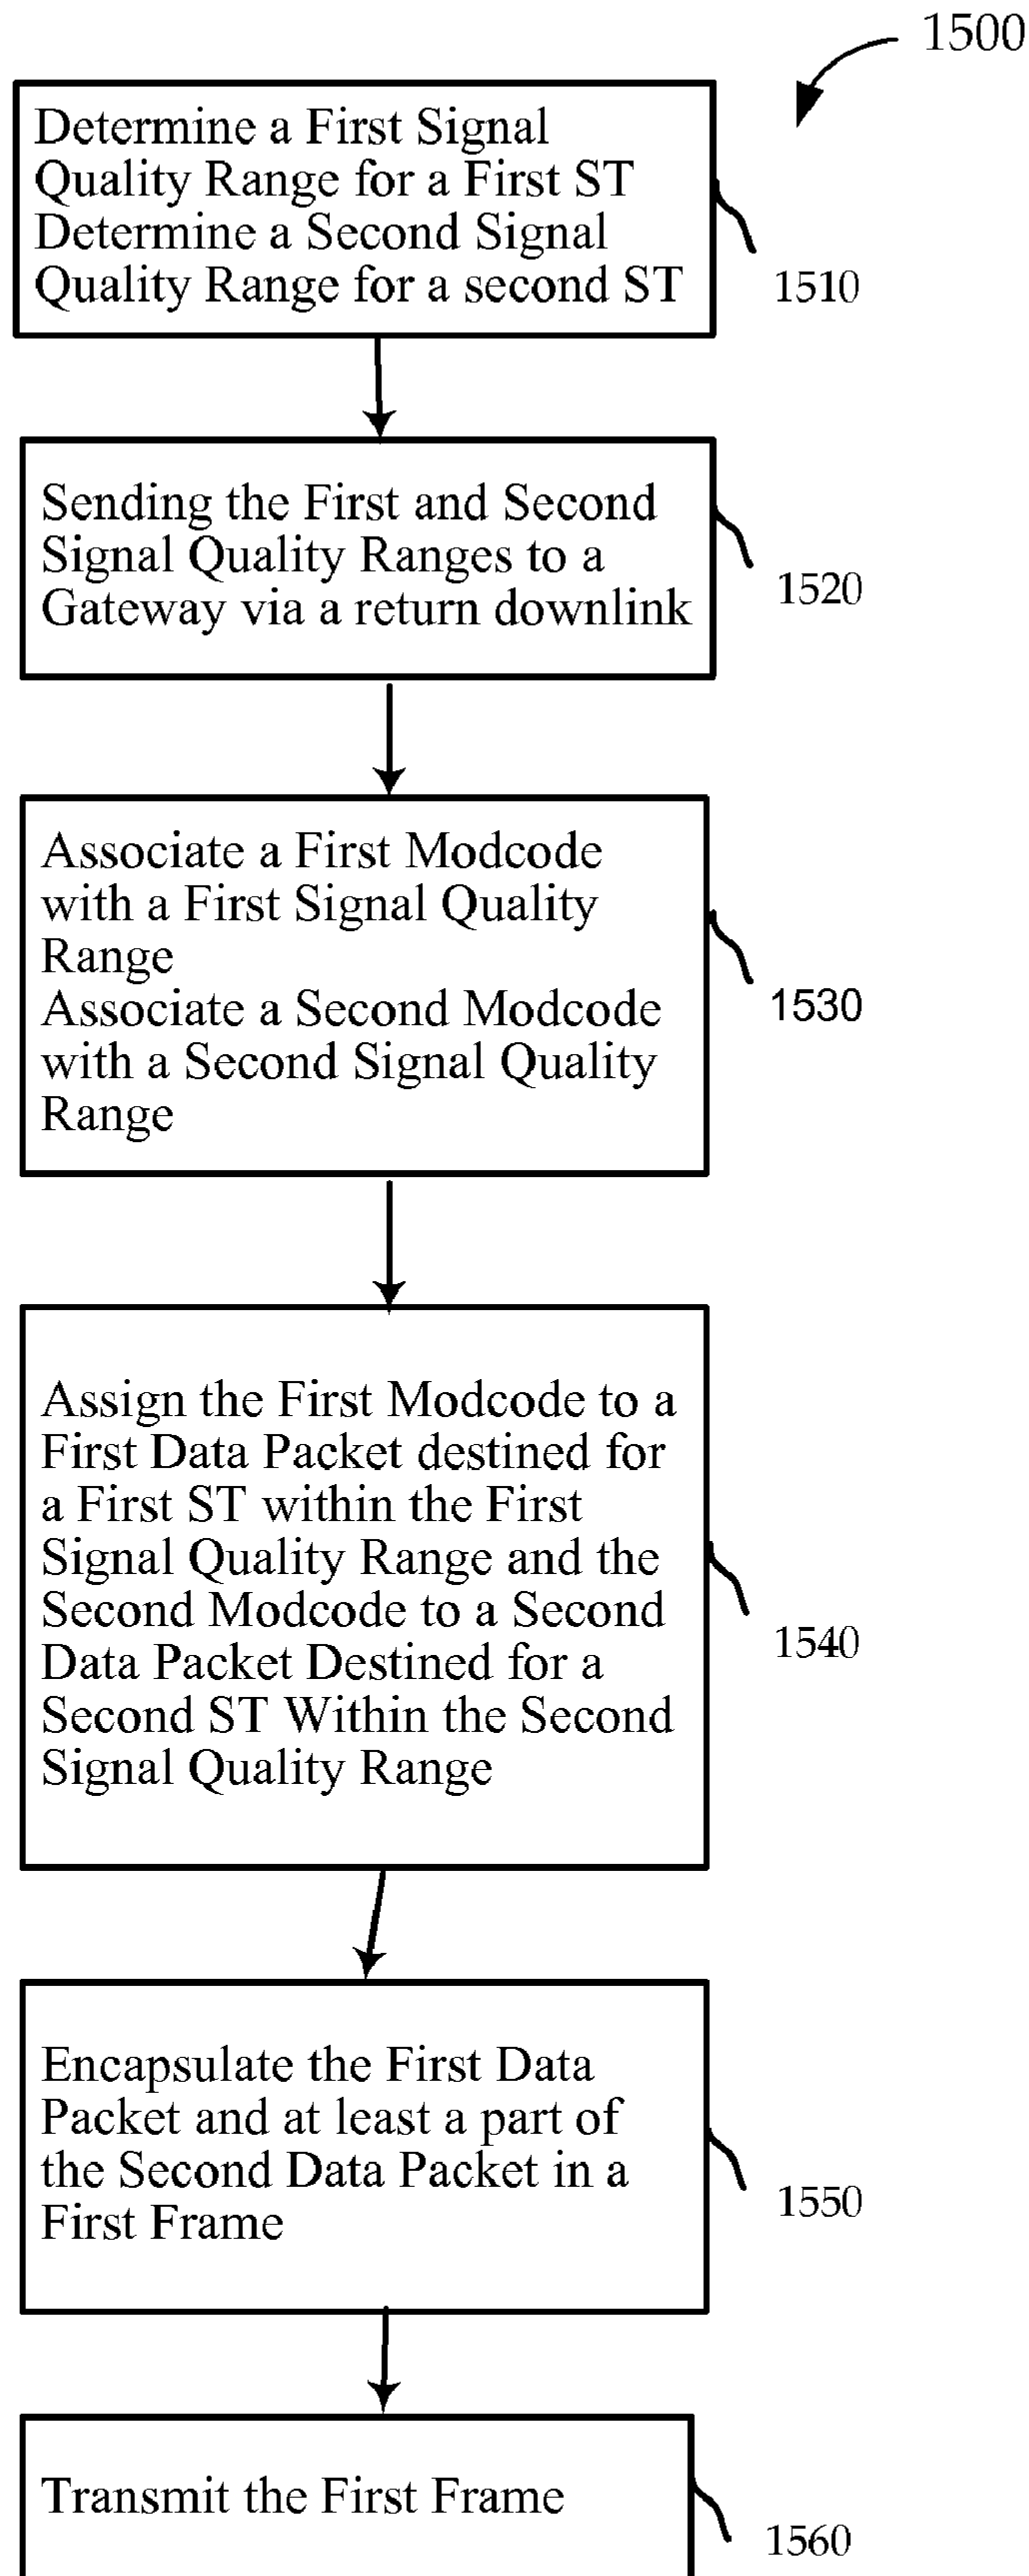 1500
Determine a First Signal
Quality Range for a First ST
Determine a Second Signal
Quality Range for a second ST
1510
Sending the First and Second
Signal Quality Ranges to a
Gateway via a return downlink
1520
Associate a First Modcode
with a First Signal Quality
Range
Associate a Second Modcode
with a Second Signal Quality
Range
1530
Assign the First Modcode to a
First Data Packet destined for
a First ST within the First
Signal Quality Range and the
Second Modcode to a Second
Data Packet Destined for a
Second ST Within the Second
Signal Quality Range
1540
Encapsulate the First Data
Packet and at least a part of
the Second Data Packet in a
First Frame
1550
Transmit the First Frame
1560